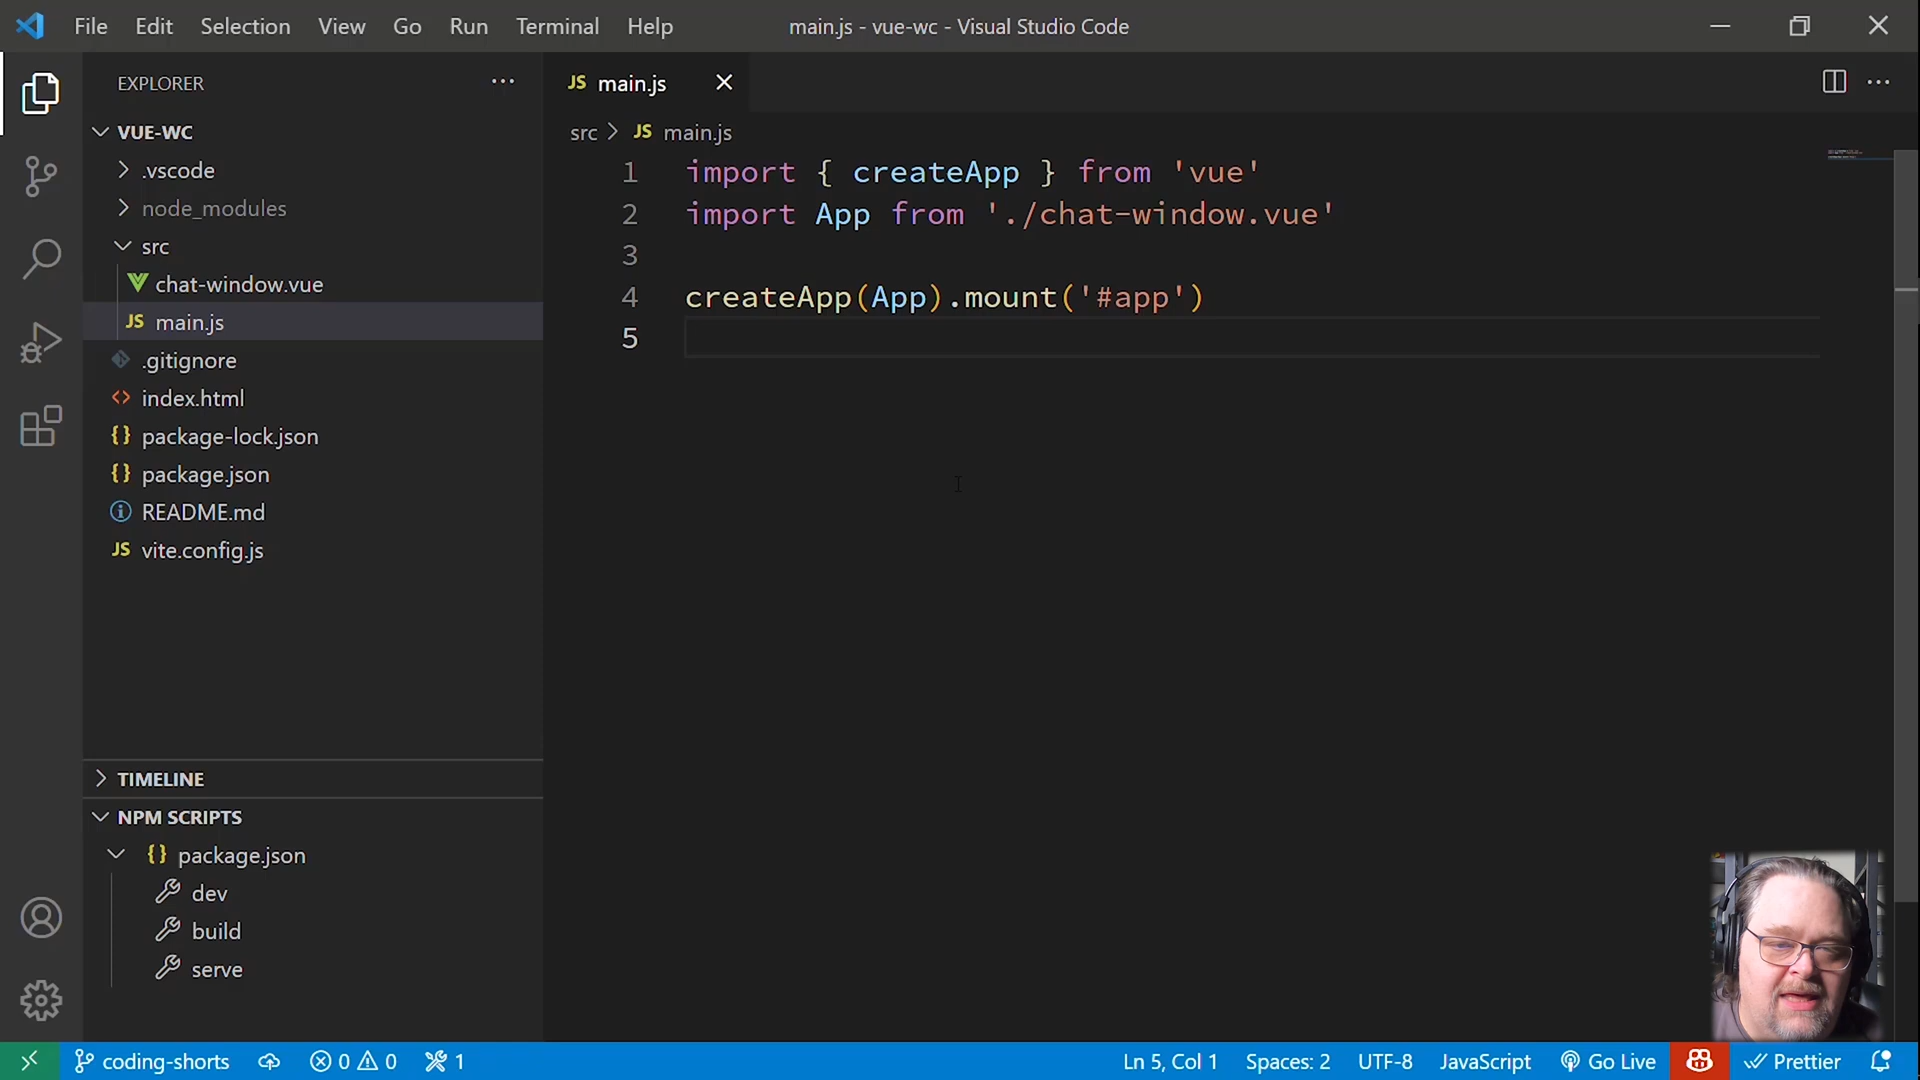 File Edit Selection View Go Run Terminal Help
main.js - vue-wc - Visual Studio Code
EXPLORER
VUE-WC
.vscode
node_modules
src
chat-window.vue
JS main.js
.gitignore
<> index.html
{} package-lock.json
{} package.json
README.md
JS vite.config.js
TIMELINE
NPM SCRIPTS
{} package.json
dev
build
serve
JS main.js
src > JS main.js
1 import { createApp } from 'vue'
2 import App from './chat-window.vue'
3
4 createApp(App).mount('#app')
5
coding-shorts 0 0 1
Ln 5, Col 1 Spaces: 2 UTF-8 JavaScript Go Live Prettier